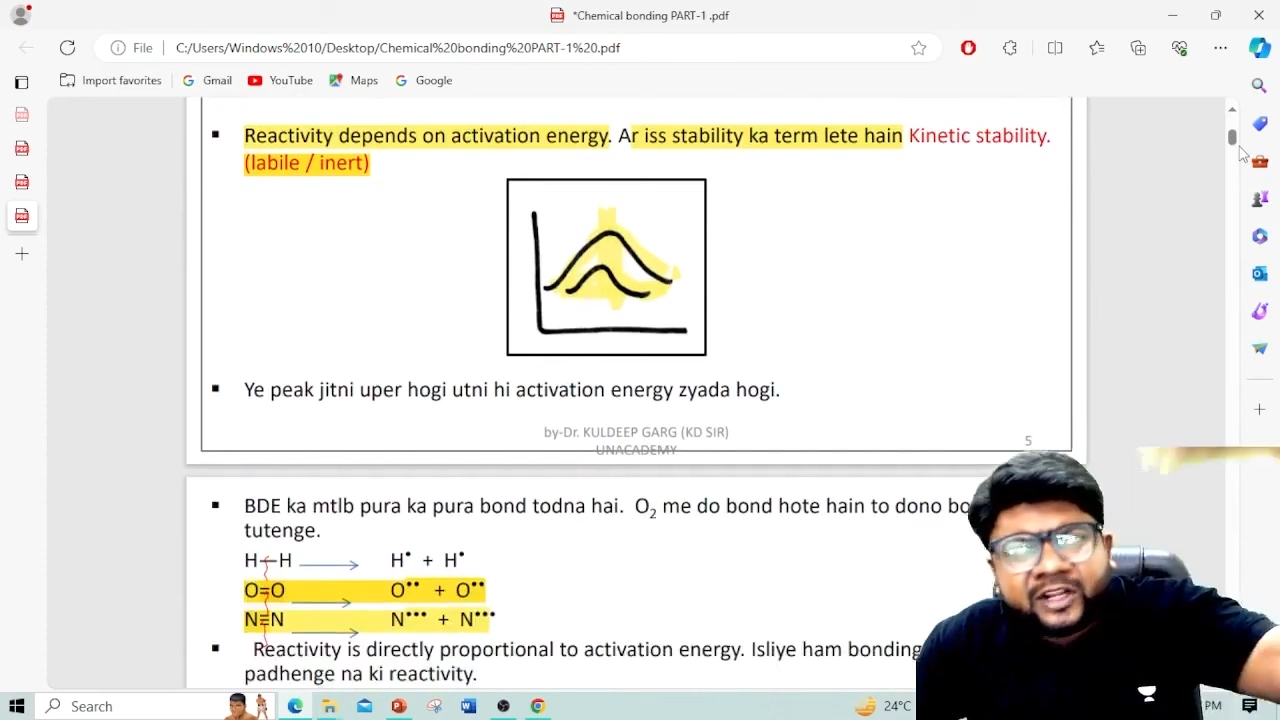 *Chemical bonding PART-1 .pdf
File
C:/Users/Windows%2010/Desktop/Chemical%20bonding%20PART-1%20.pdf
Import favorites
Gmail
YouTube
Maps
Google
Reactivity depends on activation energy. Ar iss stability ka term lete hain Kinetic stability.
(labile / inert)
Ye peak jitni uper hogi utni hi activation energy zyada hogi.
by-Dr. KULDEEP GARG (KD SIR)
UNACADEMY
5
BDE ka mtlb pura ka pura bond todna hai. O₂ me do bond hote hain to dono bo
tutenge.
H—H H• + H•
O=O O•• + O••
N≡N N••• + N•••
Reactivity is directly proportional to activation energy. Isliye ham bonding
padhenge na ki reactivity.
Search
24°C
PM